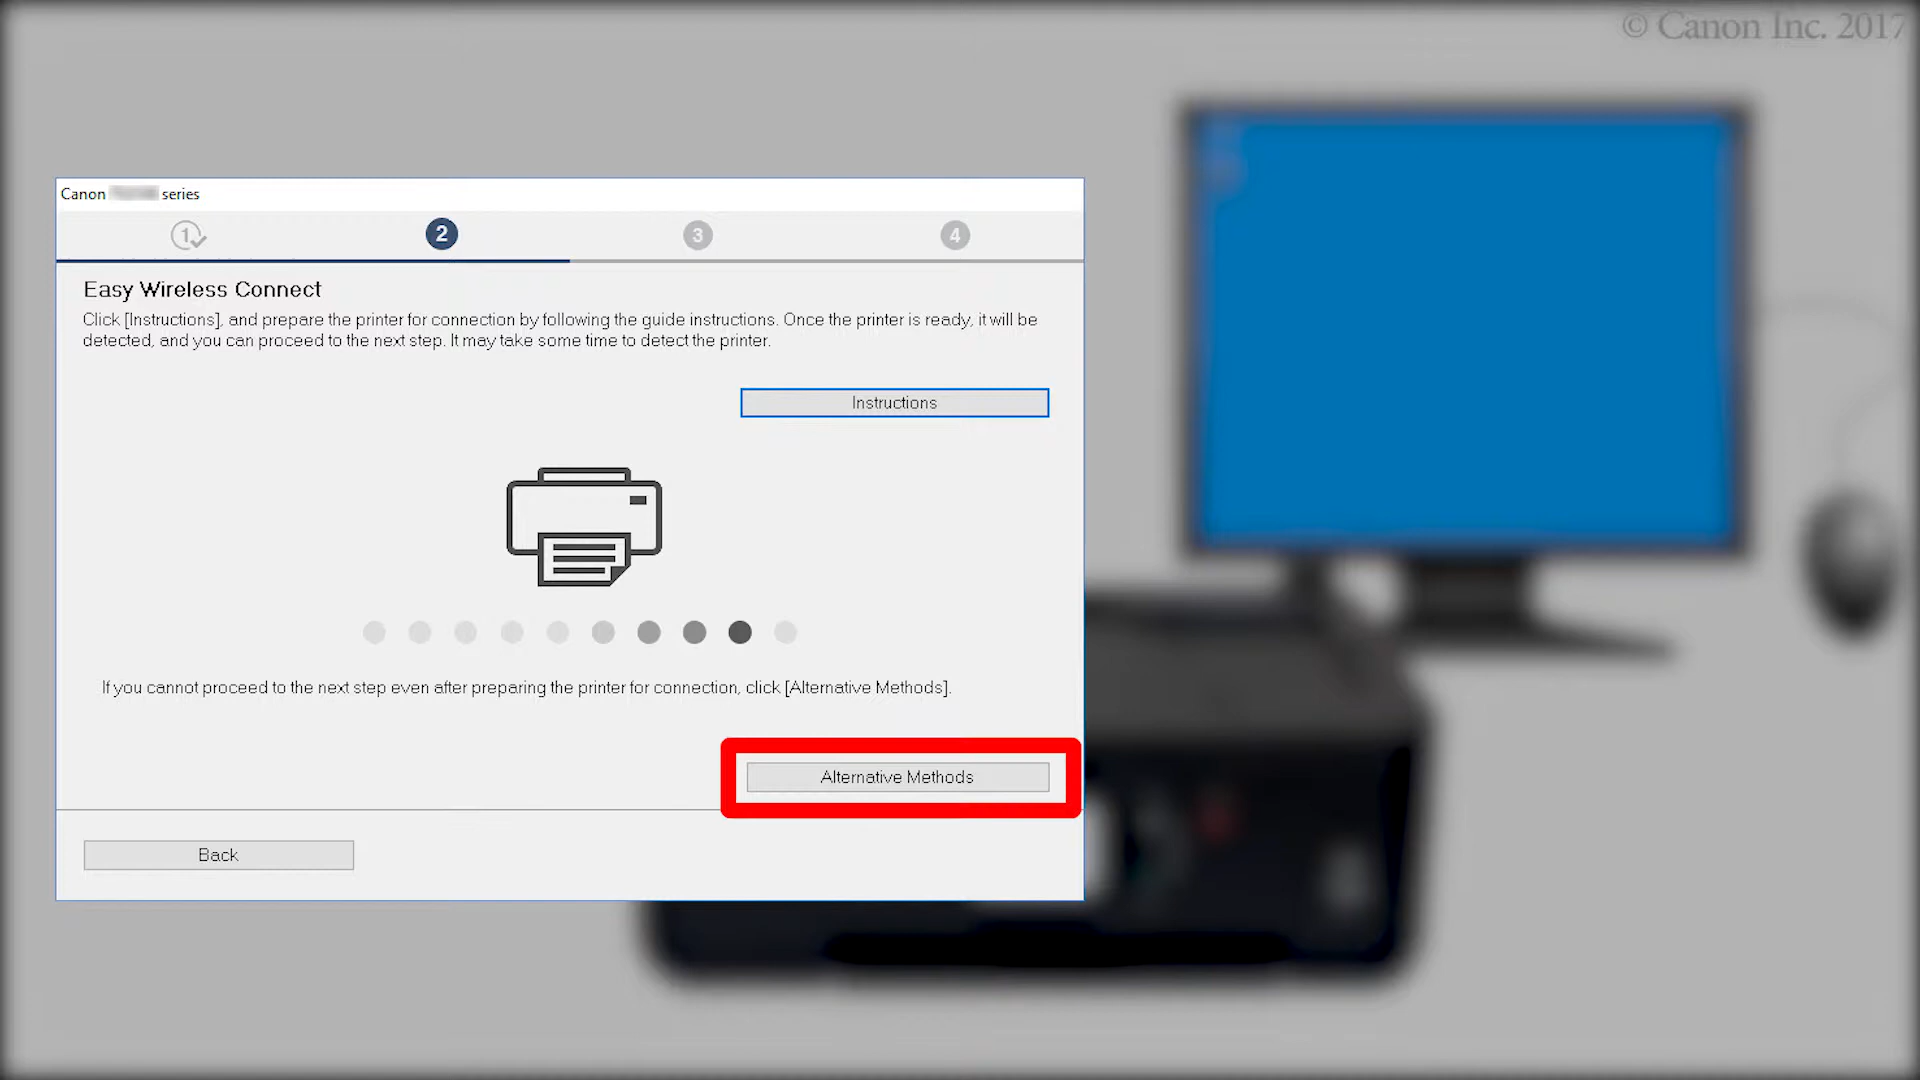 © Canon Inc. 2017
Canon series
1
2
3
4
Easy Wireless Connect
Click [Instructions], and prepare the printer for connection by following the guide instructions. Once the printer is ready, it will be
detected, and you can proceed to the next step. It may take some time to detect the printer.
Instructions
If you cannot proceed to the next step even after preparing the printer for connection, click [Alternative Methods].
Alternative Methods
Back